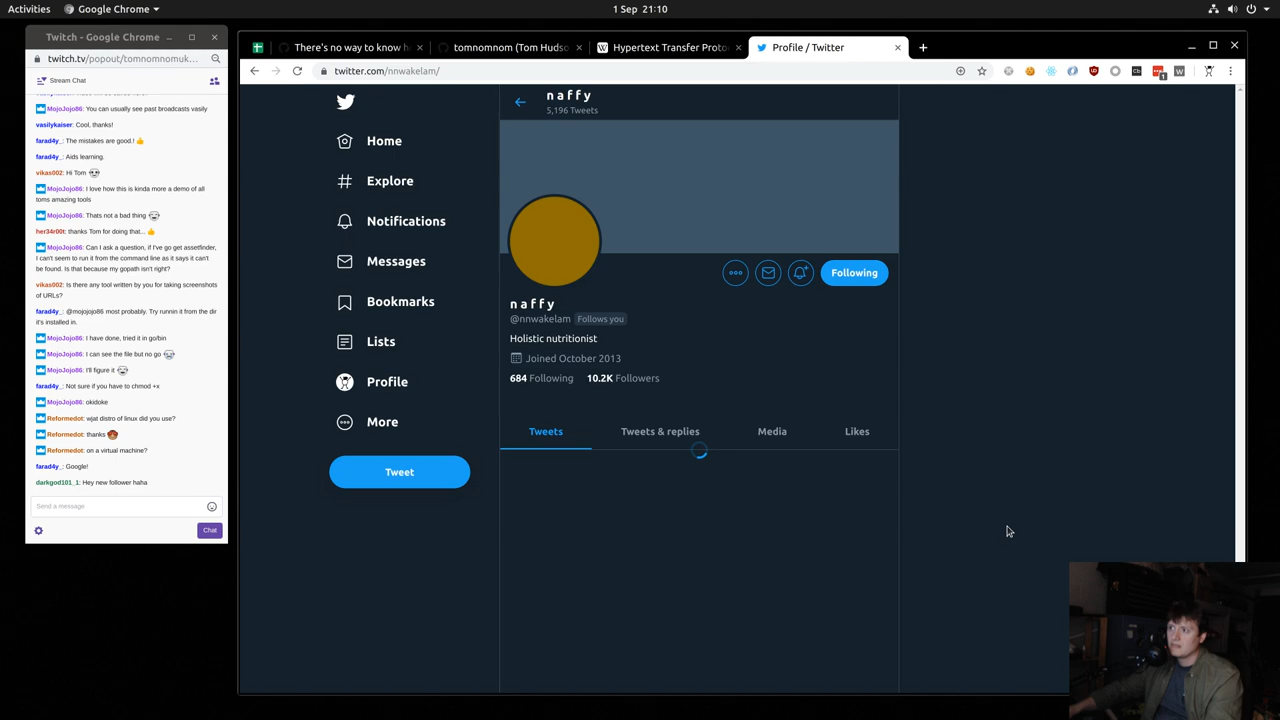 Activities
Google Chrome
1 Sep 21:10
Twitch - Google Chrome
twitch.tv/popout/tomnomnomuk...
Stream Chat
MojoJojo86: You can usually see past broadcasts vasily
vasilykaiser: Cool, thanks!
farad4y_: The mistakes are good.!
farad4y_: Aids learning.
vikas002: Hi Tom
MojoJojo86: I love how this is kinda more a demo of all
toms amazing tools
MojoJojo86: Thats not a bad thing
her34r00t: thanks Tom for doing that...
MojoJojo86: Can I ask a question, if I've go get assetfinder,
I can't seem to run it from the command line as it says it can't
be found. Is that because my gopath isn't right?
vikas002: Is there any tool written by you for taking screenshots
of URLs?
farad4y_: @mojojojo86 most probably. Try runnin it from the dir
it's installed in.
MojoJojo86: I have done, tried it in go/bin
MojoJojo86: I can see the file but no go
MojoJojo86: I'll figure it
farad4y_: Not sure if you have to chmod +x
MojoJojo86: okidoke
Reformedot: wjat distro of linux did you use?
Reformedot: thanks
Reformedot: on a virtual machine?
farad4y_: Google!
darkgod101_1: Hey new follower haha
Send a message
Chat
There's no way to know h
tomnomnom (Tom Hudso
Hypertext Transfer Proto
Profile / Twitter
twitter.com/nnwakelam/
Home
Explore
Notifications
Messages
Bookmarks
Lists
Profile
More
Tweet
n a f f y
5,196 Tweets
Following
n a f f y
@nnwakelam Follows you
Holistic nutritionist
Joined October 2013
684 Following 10.2K Followers
Tweets
Tweets & replies
Media
Likes